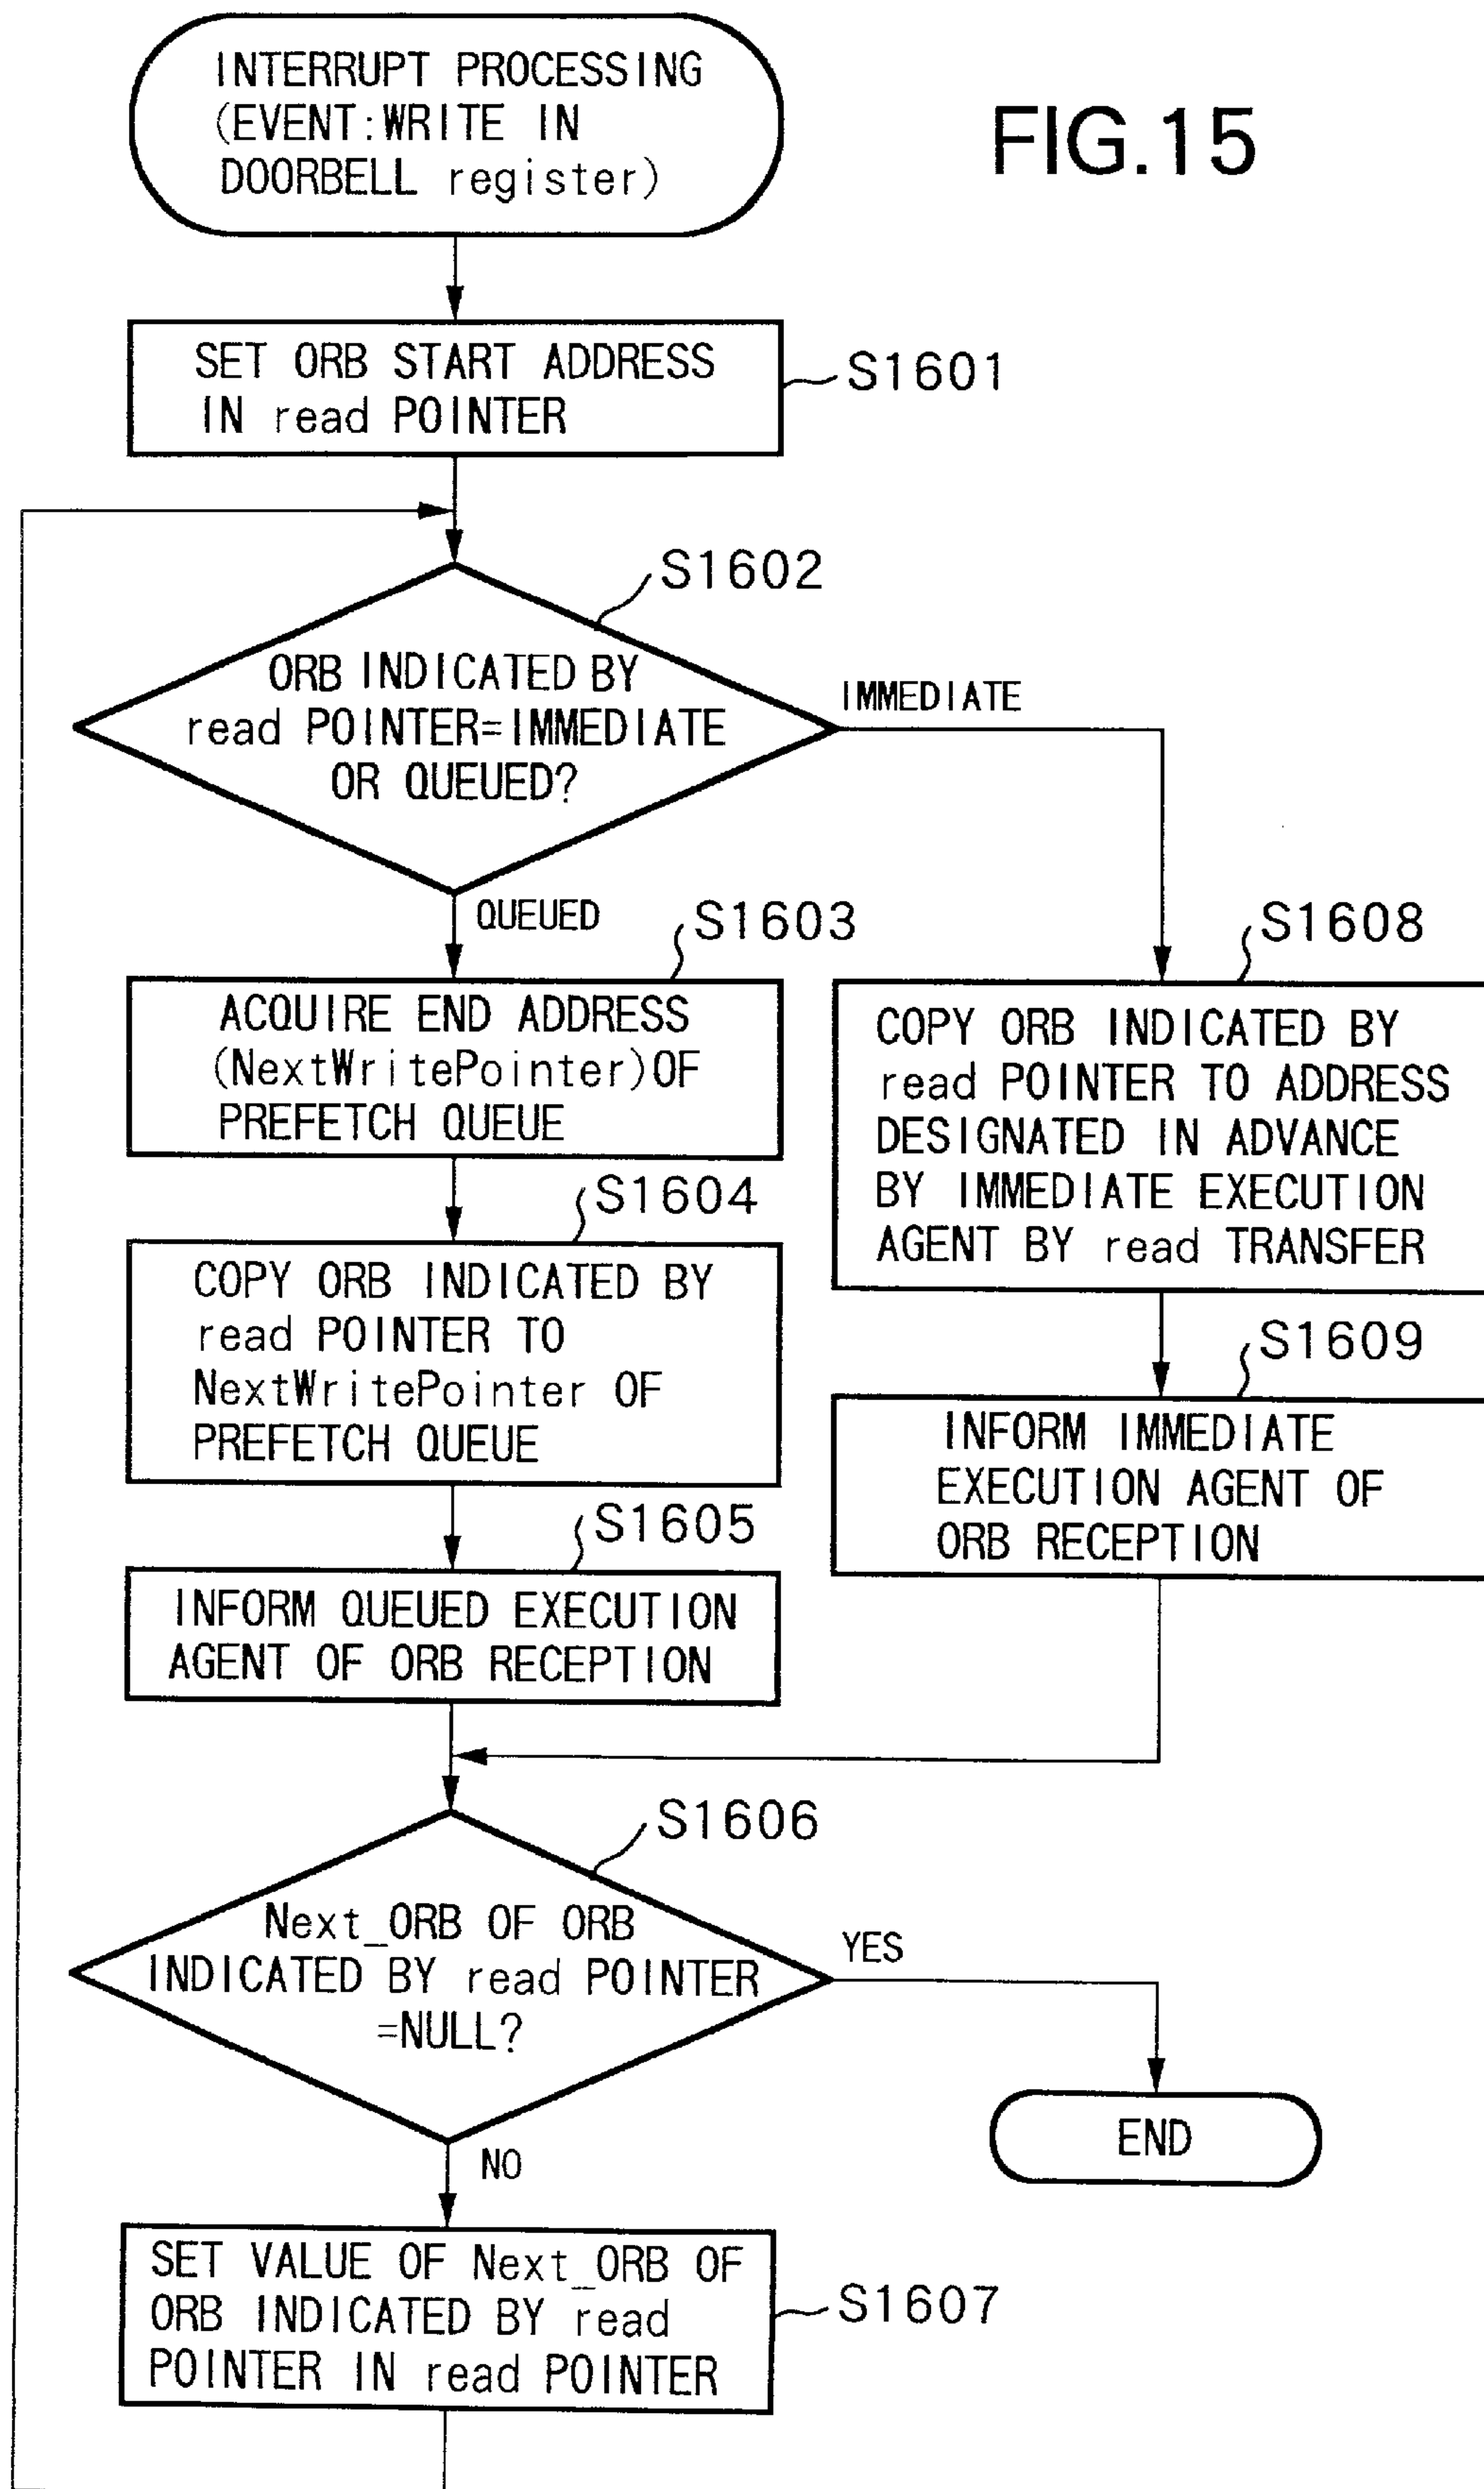 INTERRUPT PROCESSING
(EVENT:WRITE IN
DOORBELL register)
FIG.15
SET ORB START ADDRESS
IN read POINTER
S1601
S1602
ORB INDICATED BY
read POINTER=IMMEDIATE
OR QUEUED?
IMMEDIATE
QUEUED
S1603
ACQUIRE END ADDRESS
(NextWritePointer)OF
PREFETCH QUEUE
S1608
COPY ORB INDICATED BY
read POINTER TO ADDRESS
DESIGNATED IN ADVANCE
BY IMMEDIATE EXECUTION
AGENT BY read TRANSFER
S1604
COPY ORB INDICATED BY
read POINTER TO
NextWritePointer OF
PREFETCH QUEUE
S1609
INFORM IMMEDIATE
EXECUTION AGENT OF
ORB RECEPTION
S1605
INFORM QUEUED EXECUTION
AGENT OF ORB RECEPTION
S1606
Next_ORB OF ORB
INDICATED BY read POINTER
=NULL?
YES
END
NO
SET VALUE OF Next_ORB OF
ORB INDICATED BY read
POINTER IN read POINTER
S1607